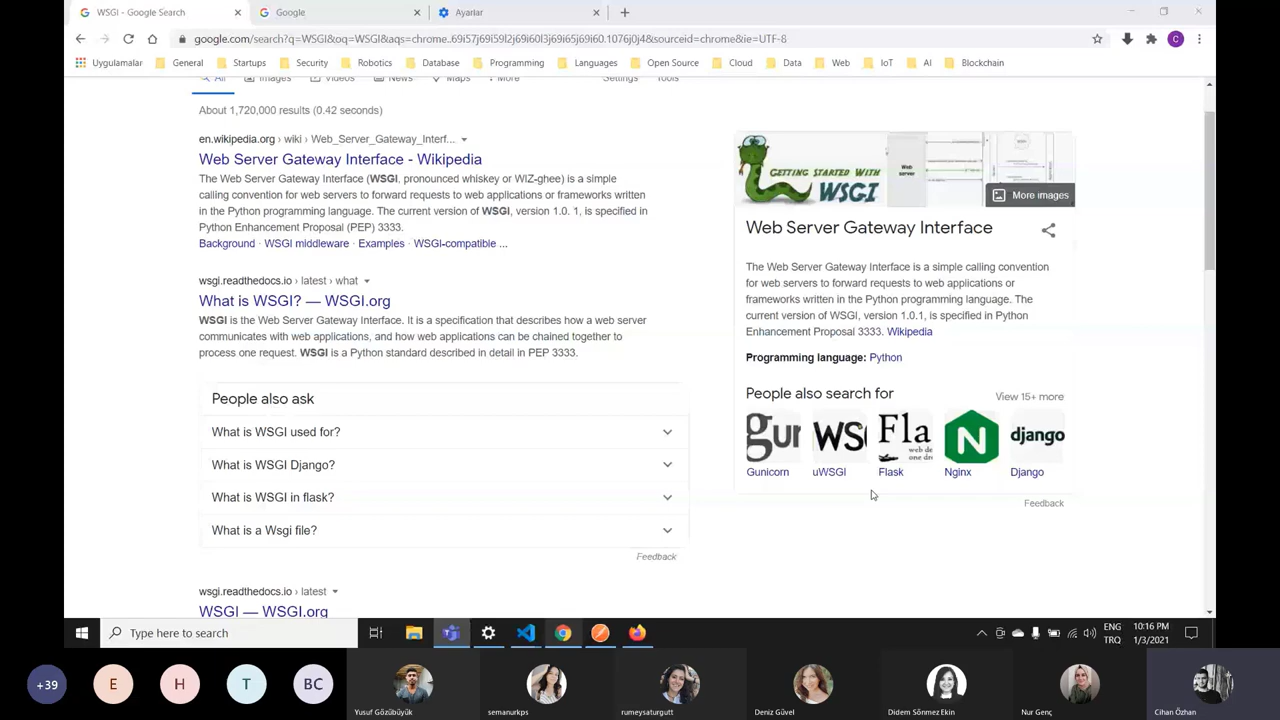 WSGI - Google Search
Google
Ayarlar
google.com/search?q=WSGI&oq=WSGI&aqs=chrome..69i57j69i59l2j69i60l3j69i65j69i60.1076j0j4&sourceid=chrome&ie=UTF-8
C
Uygulamalar General Startups Security Robotics Database Programming Languages Open Source Cloud Data Web IoT AI Blockchain
All Images Videos News Maps More Settings Tools
About 1,720,000 results (0.42 seconds)
en.wikipedia.org › wiki › Web_Server_Gateway_Interf...
Web Server Gateway Interface - Wikipedia
The Web Server Gateway Interface (WSGI, pronounced whiskey or WIZ-ghee) is a simple
calling convention for web servers to forward requests to web applications or frameworks written
in the Python programming language. The current version of WSGI, version 1.0. 1, is specified in
Python Enhancement Proposal (PEP) 3333.
Background · WSGI middleware · Examples · WSGI-compatible ...
wsgi.readthedocs.io › latest › what
What is WSGI? — WSGI.org
WSGI is the Web Server Gateway Interface. It is a specification that describes how a web server
communicates with web applications, and how web applications can be chained together to
process one request. WSGI is a Python standard described in detail in PEP 3333.
People also ask
What is WSGI used for?
What is WSGI Django?
What is WSGI in flask?
What is a Wsgi file?
Feedback
wsgi.readthedocs.io › latest
WSGI — WSGI.org
GETTING STARTED WITH
WSGI
Web
server
More images
Web Server Gateway Interface
The Web Server Gateway Interface is a simple calling convention
for web servers to forward requests to web applications or
frameworks written in the Python programming language. The
current version of WSGI, version 1.0.1, is specified in Python
Enhancement Proposal 3333. Wikipedia
Programming language: Python
People also search for
View 15+ more
gun WSG Fla N django
web de
one dro
Gunicorn uWSGI Flask Nginx Django
Feedback
Type here to search
ENG
TRQ
10:16 PM
1/3/2021
+39 E H T BC
Yusuf Gözübüyük semanurkps rumeysaturgutt Deniz Güvel Didem Sönmez Ekin Nur Genç Cihan Özhan